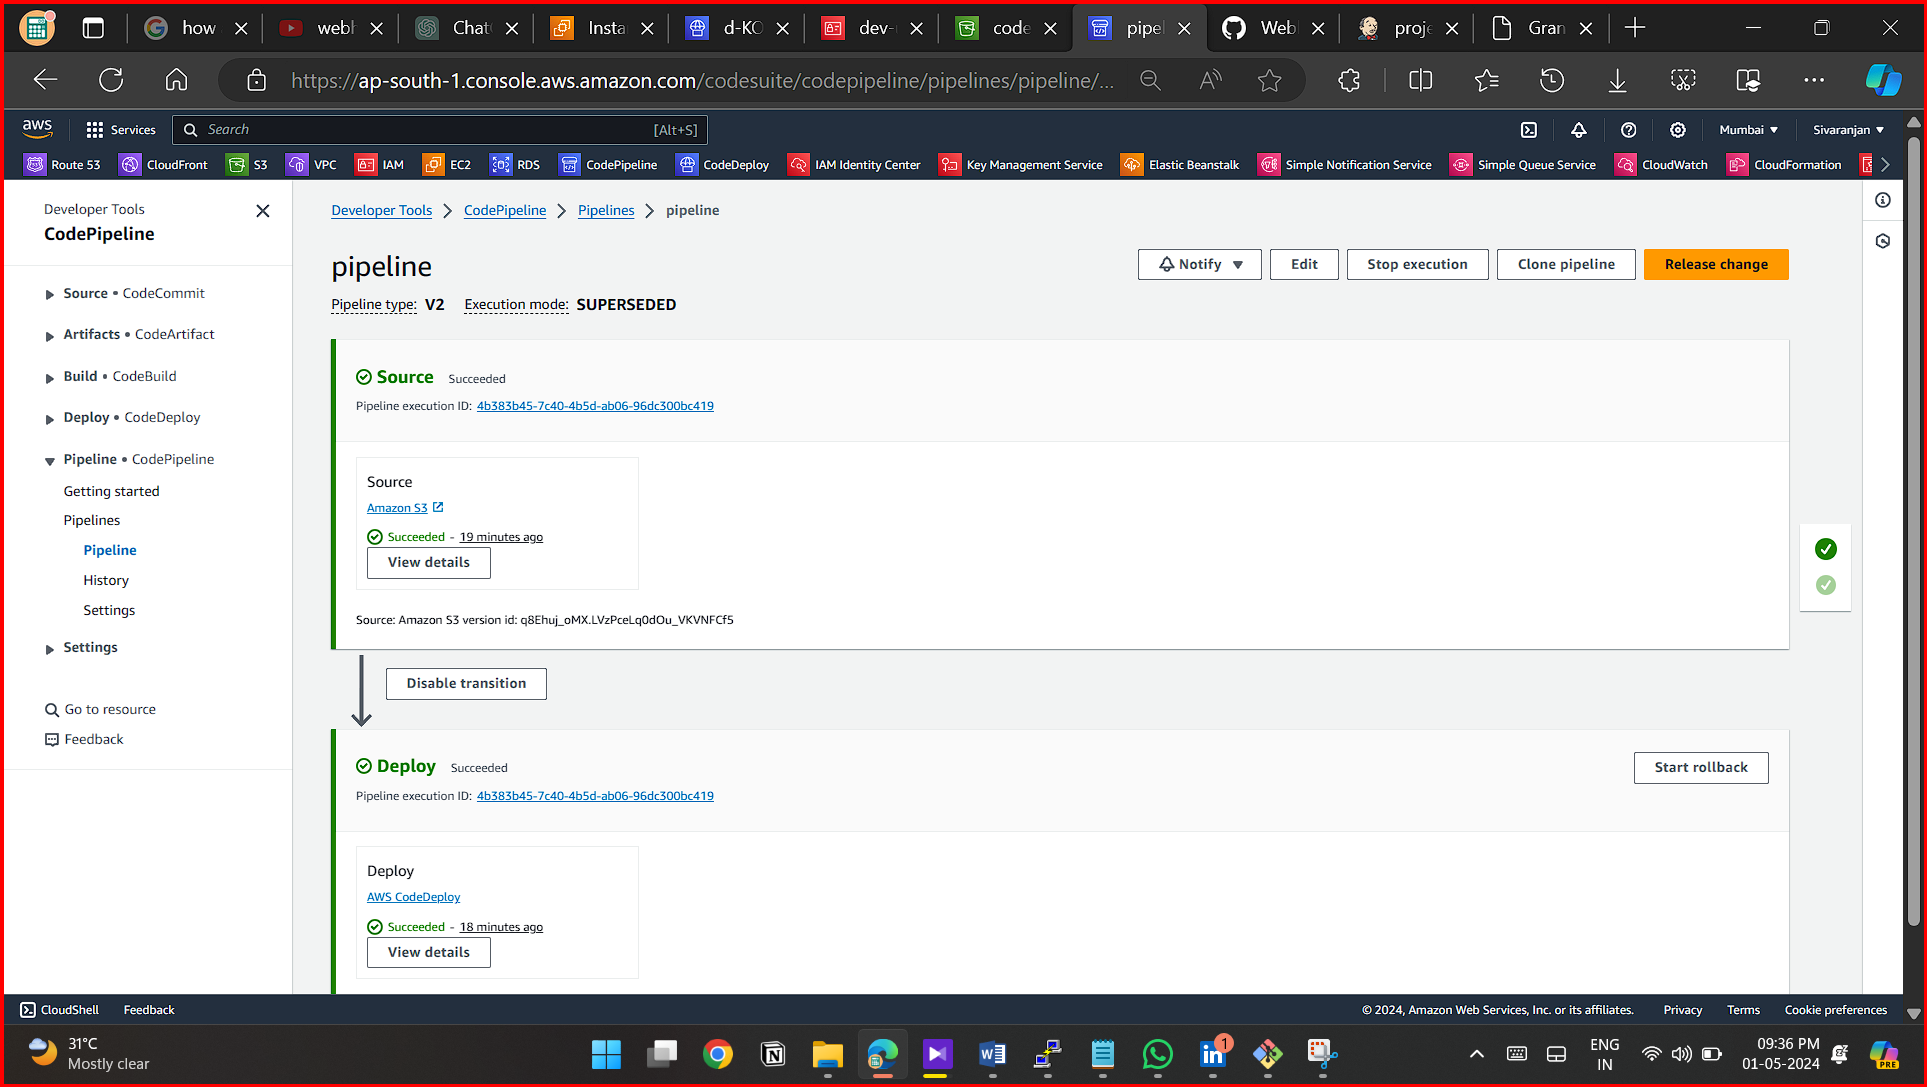 how
webh
Chat
Insta
d-KO
dev-
code
pipel
Web
proje
Gran
https://ap-south-1.console.aws.amazon.com/codesuite/codepipeline/pipelines/pipeline/...
aws
Services
Search
[Alt+S]
Mumbai
Sivaranjan
Route 53
CloudFront
S3
VPC
IAM
EC2
RDS
CodePipeline
CodeDeploy
IAM Identity Center
Key Management Service
Elastic Beanstalk
Simple Notification Service
Simple Queue Service
CloudWatch
CloudFormation
Developer Tools
CodePipeline
Source • CodeCommit
Artifacts • CodeArtifact
Build • CodeBuild
Deploy • CodeDeploy
Pipeline • CodePipeline
Getting started
Pipelines
Pipeline
History
Settings
Settings
Go to resource
Feedback
Developer Tools > CodePipeline > Pipelines > pipeline
pipeline
Notify
Edit
Stop execution
Clone pipeline
Release change
Pipeline type: V2 Execution mode: SUPERSEDED
Source Succeeded
Pipeline execution ID: 4b383b45-7c40-4b5d-ab06-96dc300bc419
Source
Amazon S3
Succeeded - 19 minutes ago
View details
Source: Amazon S3 version id: q8Ehuj_oMX.LVzPceLq0dOu_VKVNFCf5
Disable transition
Deploy Succeeded
Start rollback
Pipeline execution ID: 4b383b45-7c40-4b5d-ab06-96dc300bc419
Deploy
AWS CodeDeploy
Succeeded - 18 minutes ago
View details
CloudShell
Feedback
© 2024, Amazon Web Services, Inc. or its affiliates.
Privacy
Terms
Cookie preferences
31°C
Mostly clear
1
ENG
IN
09:36 PM
01-05-2024
PRE